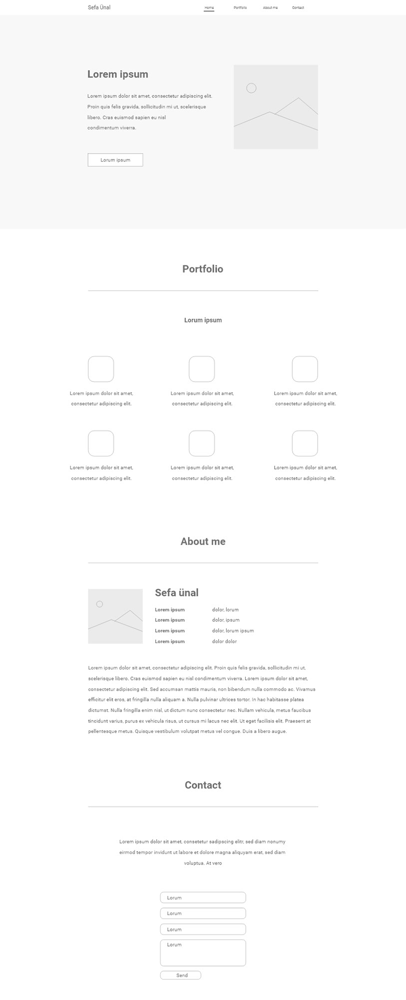 Sefa Ünal
Home Portfolio About me Contact
Lorem ipsum
Lorem ipsum dolor sit amet, consectetur adipiscing elit.
Proin quis felis gravida, sollicitudin mi ut, scelerisque
libero. Cras euismod sapien eu nisl
condimentum viverra.
Lorum ipsum
Portfolio
Lorum ipsum
Lorem ipsum dolor sit amet,
consectetur adipiscing elit.
Lorem ipsum dolor sit amet,
consectetur adipiscing elit.
Lorem ipsum dolor sit amet,
consectetur adipiscing elit.
Lorem ipsum dolor sit amet,
consectetur adipiscing elit.
Lorem ipsum dolor sit amet,
consectetur adipiscing elit.
Lorem ipsum dolor sit amet,
consectetur adipiscing elit.
About me
Sefa ünal
Lorem ipsum dolor, lorum
Lorem ipsum dolor, ipsum
Lorem ipsum dolor, lorum ipsum
Lorem ipsum dolor dolor
Lorem ipsum dolor sit amet, consectetur adipiscing elit. Proin quis felis gravida, sollicitudin mi ut,
scelerisque libero. Cras euismod sapien eu nisl condimentum viverra. Lorem ipsum dolor sit amet,
consectetur adipiscing elit. Sed accumsan mattis mauris, non bibendum nulla commodo ac. Vivamus
efficitur elit eros, at fringilla nulla aliquam a. Nulla pulvinar ultrices tortor. In hac habitasse platea
dictumst. Nulla fringilla enim nisl, ut dictum nunc consectetur nec. Nullam vehicula, metus faucibus
tincidunt varius, purus ex vehicula risus, ut cursus mi lacus nec elit. Ut eget facilisis elit. Praesent at
pellentesque metus. Quisque vestibulum volutpat metus vel congue. Duis a libero augue.
Contact
Lorem ipsum dolor sit amet, consetetur sadipscing elitr, sed diam nonumy
eirmod tempor invidunt ut labore et dolore magna aliquyam erat, sed diam
voluptua. At vero
Lorum
Lorum
Lorum
Lorum
Send